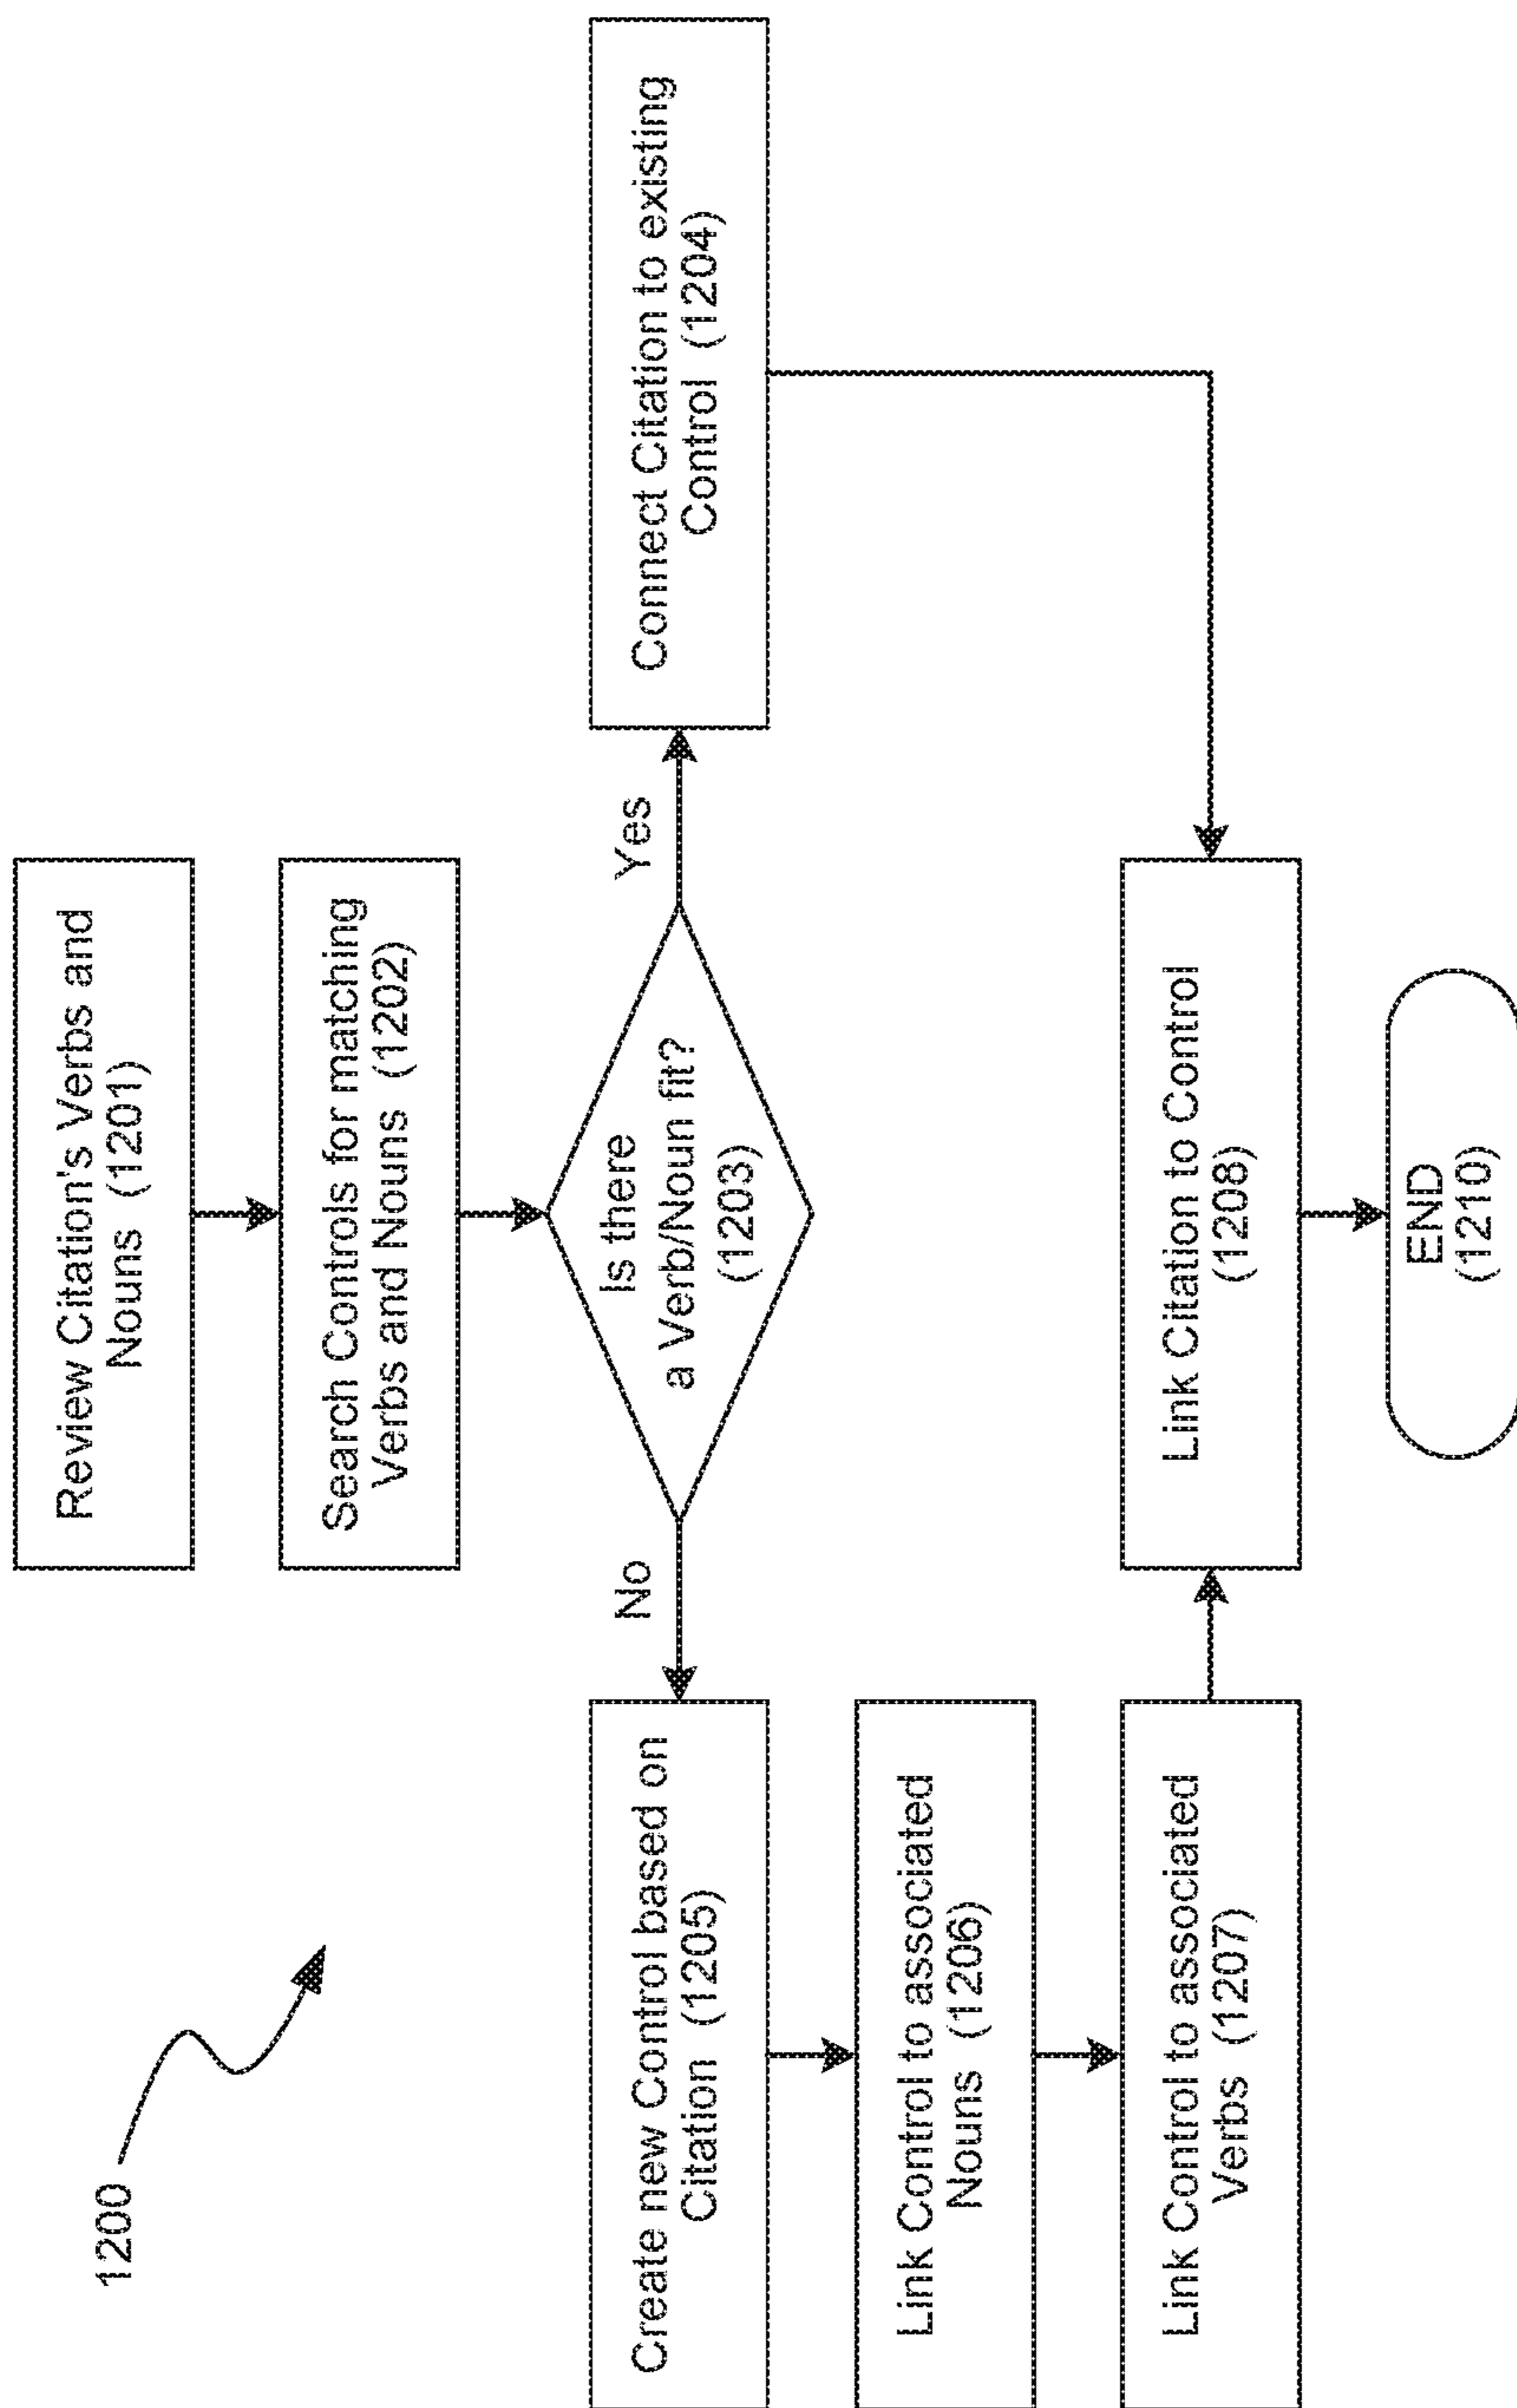 1200
Review Citation's Verbs and
Nouns (1201)
Search Controls for matching
Verbs and Nouns (1202)
Is there
a Verb/Noun fit?
(1203)
No
Yes
Create new Control based on
Citation (1205)
Connect Citation to existing
Control (1204)
Link Control to associated
Nouns (1206)
Link Control to associated
Verbs (1207)
Link Citation to Control
(1208)
END
(1210)